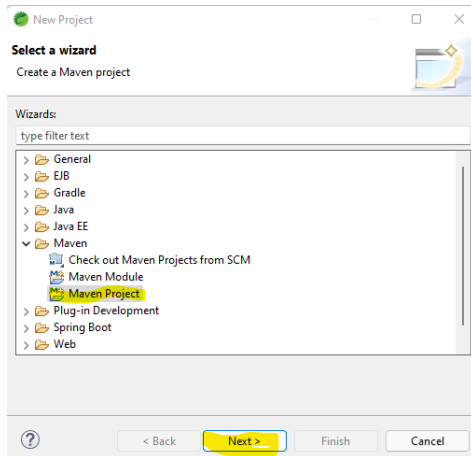 New Project
Select a wizard
Create a Maven project
Wizards:
type filter text
General
EJB
Gradle
Java
Java EE
Maven
Check out Maven Projects from SCM
Maven Module
Maven Project
Plug-in Development
Spring Boot
Web
? < Back Next > Finish Cancel